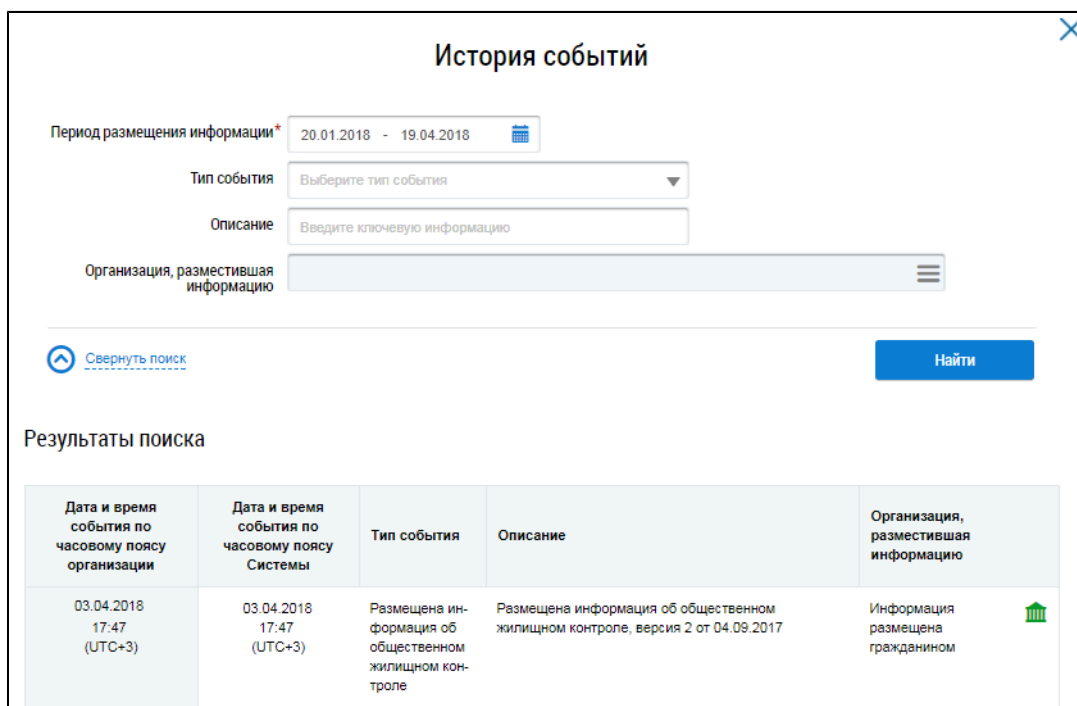 История событий
Период размещения информации*
20.01.2018 - 19.04.2018
Тип события
Выберите тип события
Описание
Введите ключевую информацию
Организация, разместившая
информацию
Свернуть поиск
Найти
Результаты поиска
Дата и время
события по
часовому поясу
организации
Дата и время
события по
часовому поясу
Системы
Тип события
Описание
Организация,
разместившая
информацию
03.04.2018
17:47
(UTC+3)
03.04.2018
17:47
(UTC+3)
Размещена ин-
формация об
общественном
жилищном кон-
троле
Размещена информация об общественном
жилищном контроле, версия 2 от 04.09.2017
Информация
размещена
гражданином